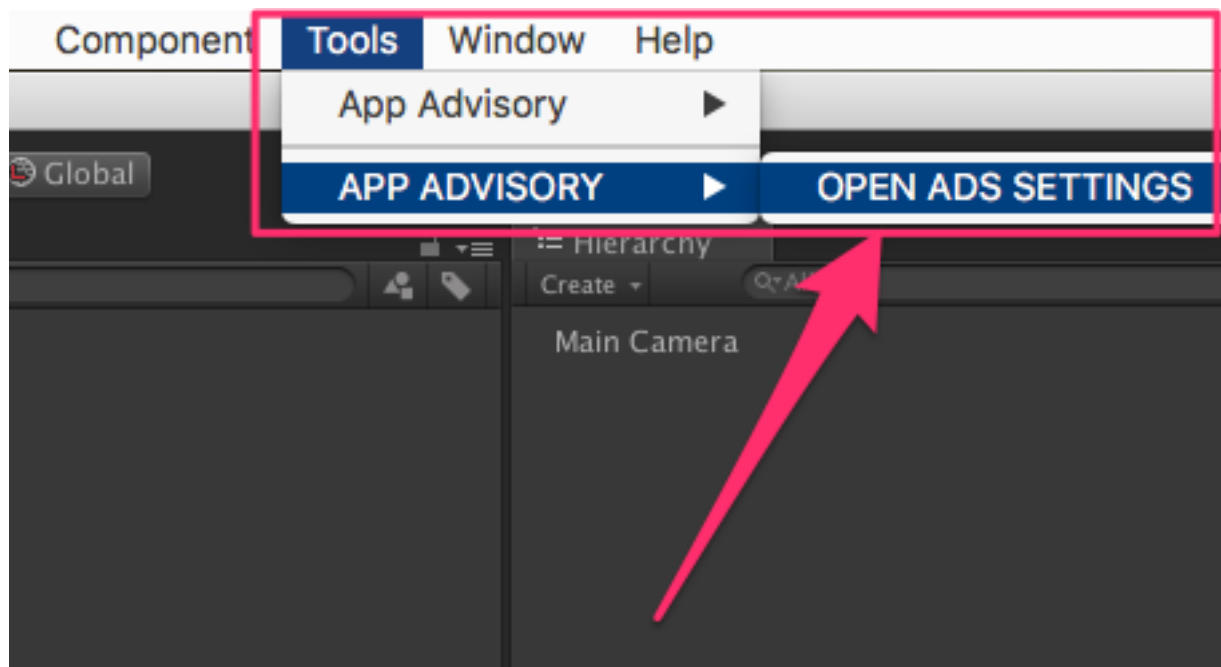 Component Tools Window Help
App Advisory
Global
APP ADVISORY OPEN ADS SETTINGS
Hierarchy
Create
Main Camera